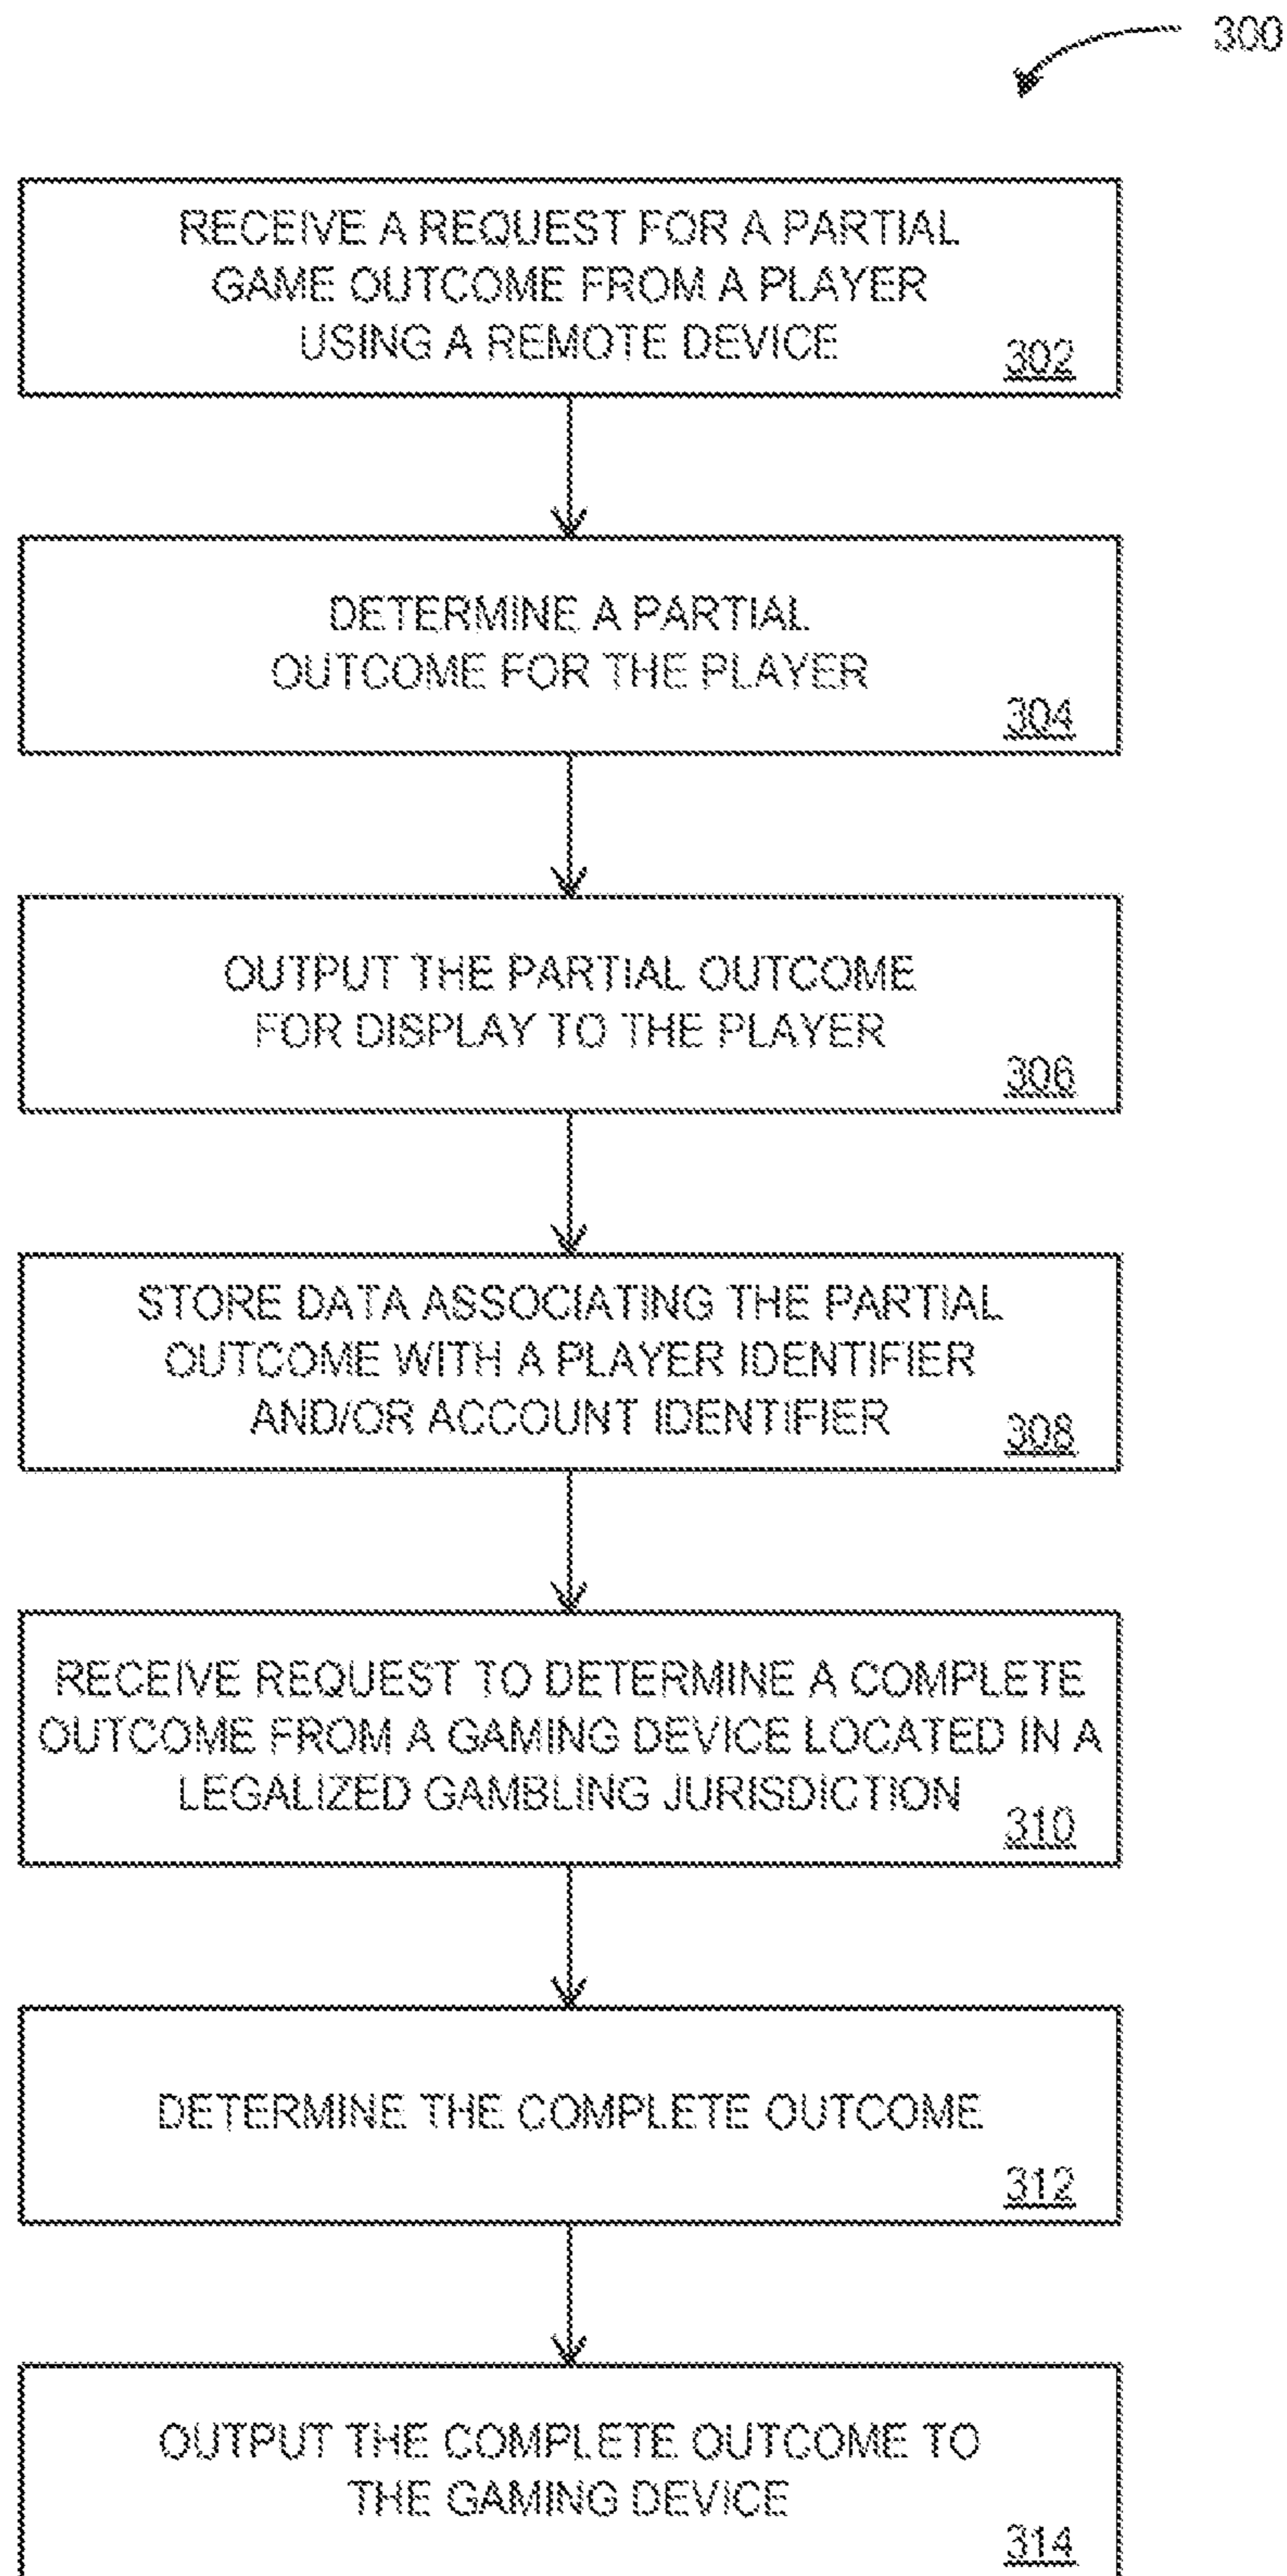 300
RECEIVE A REQUEST FOR A PARTIAL
GAME OUTCOME FROM A PLAYER
USING A REMOTE DEVICE
302
DETERMINE A PARTIAL
OUTCOME FOR THE PLAYER
304
OUTPUT THE PARTIAL OUTCOME
FOR DISPLAY TO THE PLAYER
306
STORE DATA ASSOCIATING THE PARTIAL
OUTCOME WITH A PLAYER IDENTIFIER
AND/OR ACCOUNT IDENTIFIER
308
RECEIVE REQUEST TO DETERMINE A COMPLETE
OUTCOME FROM A GAMING DEVICE LOCATED IN A
LEGALIZED GAMBLING JURISDICTION
310
DETERMINE THE COMPLETE OUTCOME
312
OUTPUT THE COMPLETE OUTCOME TO
THE GAMING DEVICE
314